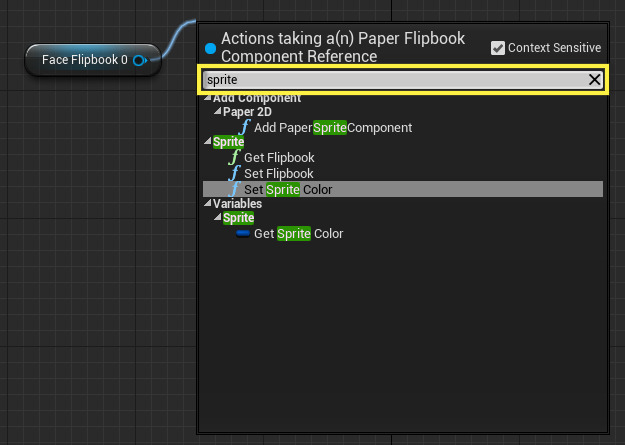 Face Flipbook 0
Actions taking a(n) Paper Flipbook
Component Reference
Context Sensitive
sprite
Add Component
Paper 2D
Add PaperSpriteComponent
Sprite
Get Flipbook
Set Flipbook
Set Sprite Color
Variables
Sprite
Get Sprite Color